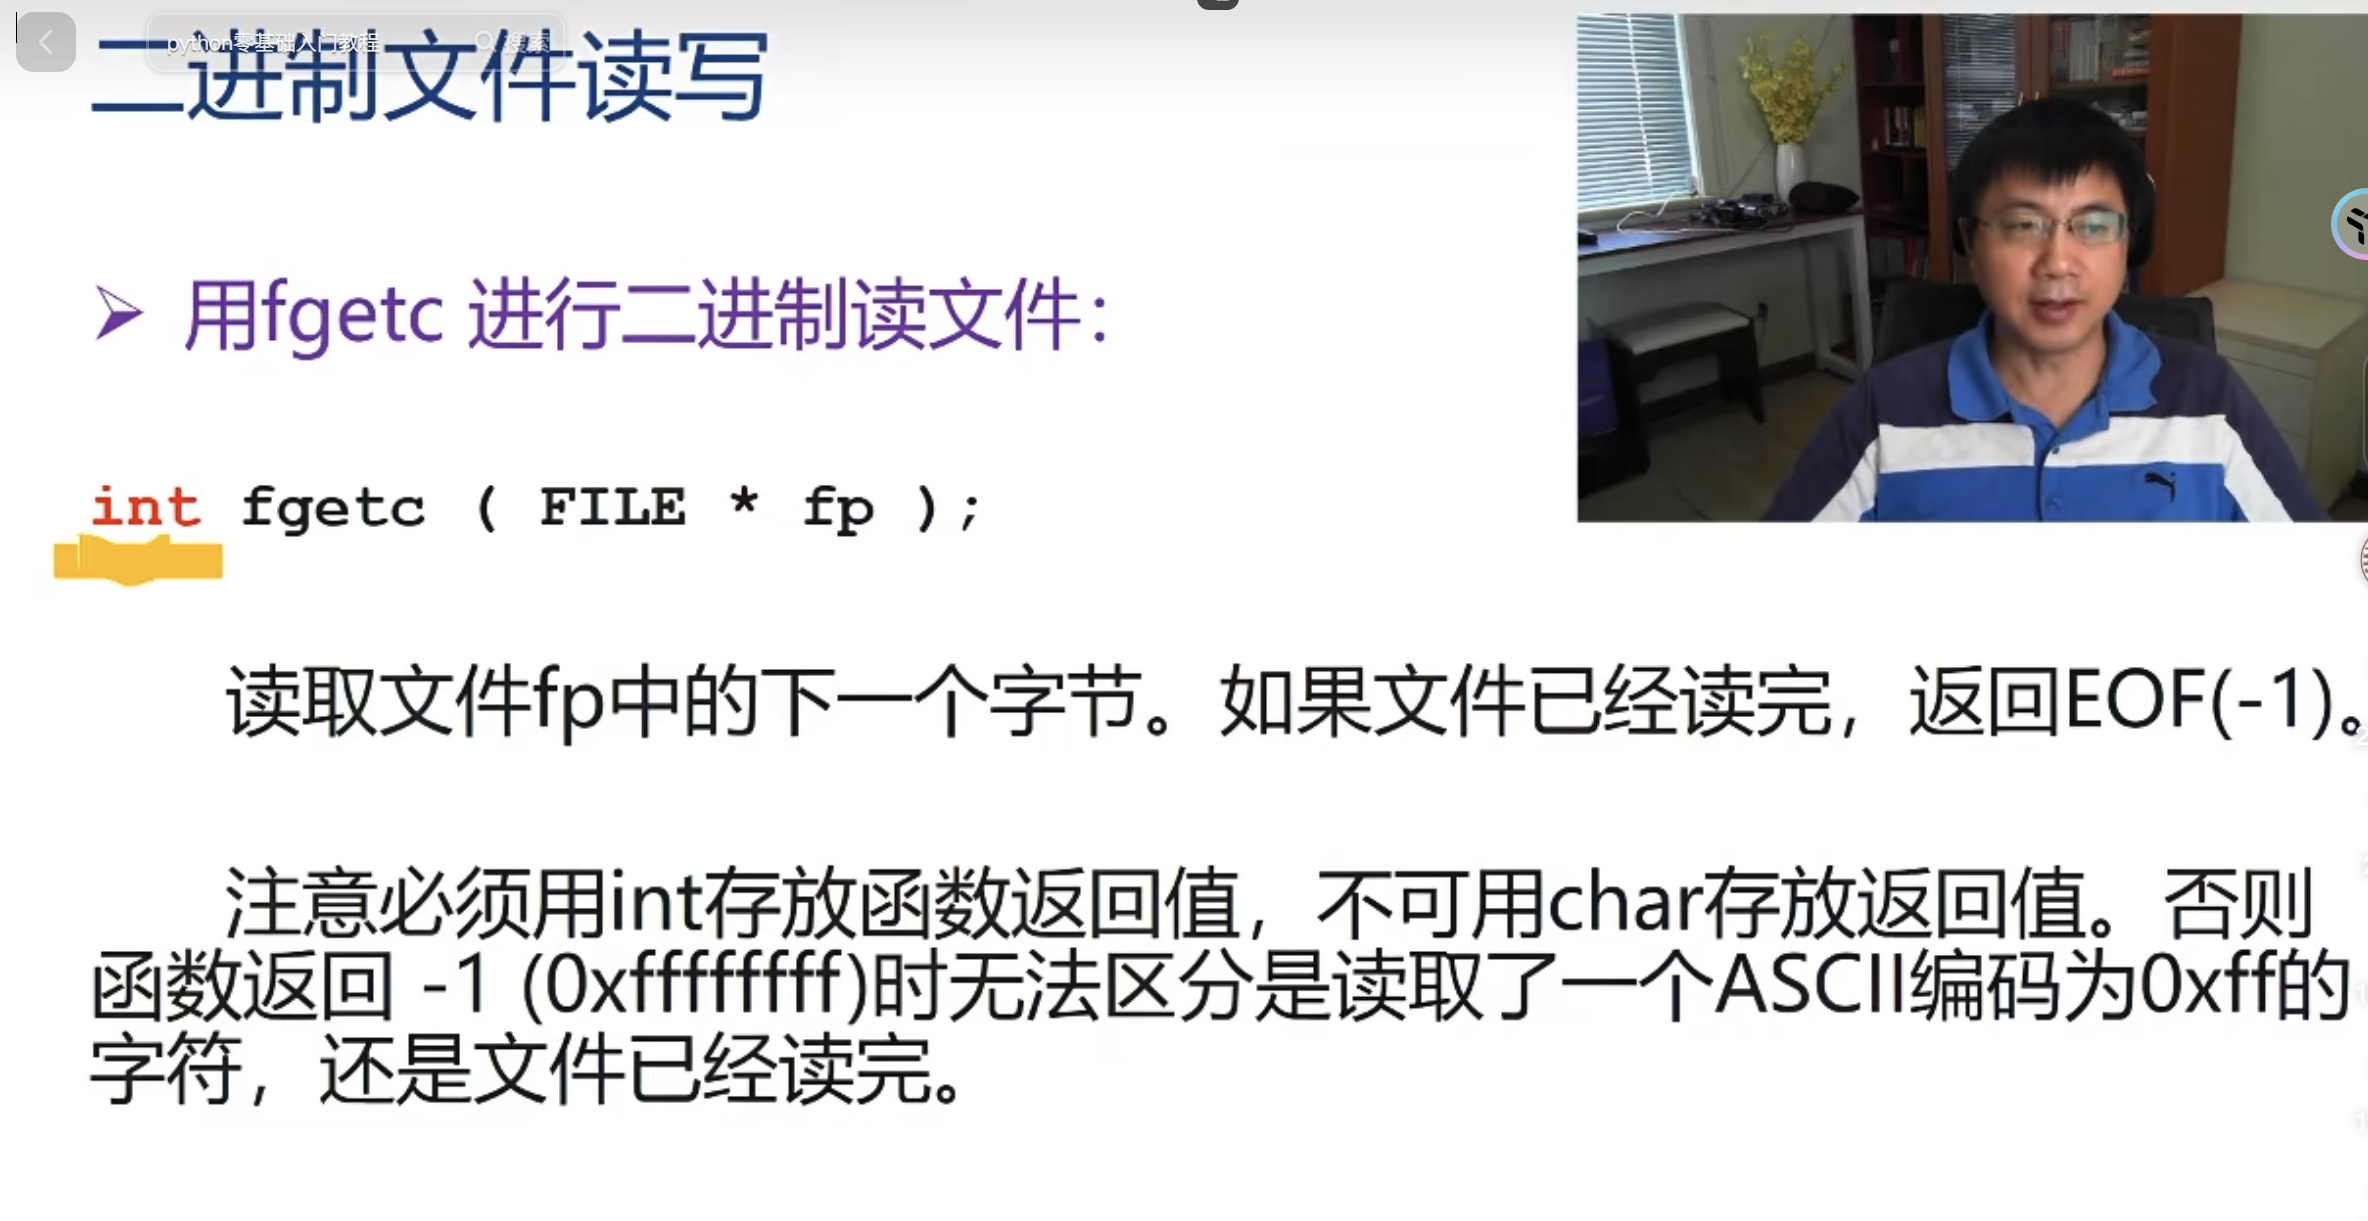 python零基础入门教程 搜索
二进制文件读写
用fgetc 进行二进制读文件：
int fgetc ( FILE * fp );
读取文件fp中的下一个字节。如果文件已经读完，返回EOF(-1)。
注意必须用int存放函数返回值，不可用char存放返回值。否则
函数返回 -1 (0xffffffff)时无法区分是读取了一个ASCII编码为0xff的
字符，还是文件已经读完。